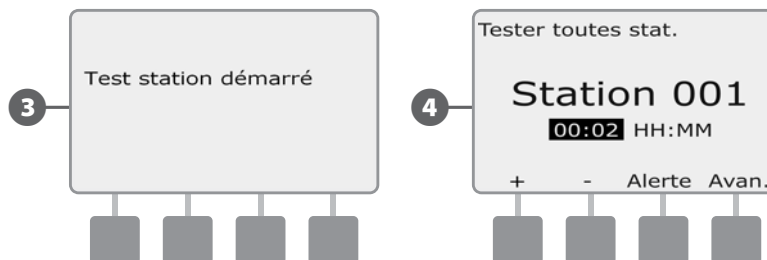 3
Test station démarré
4
Tester toutes stat.
Station 001
00:02 HH:MM
+ - Alerte Avan.